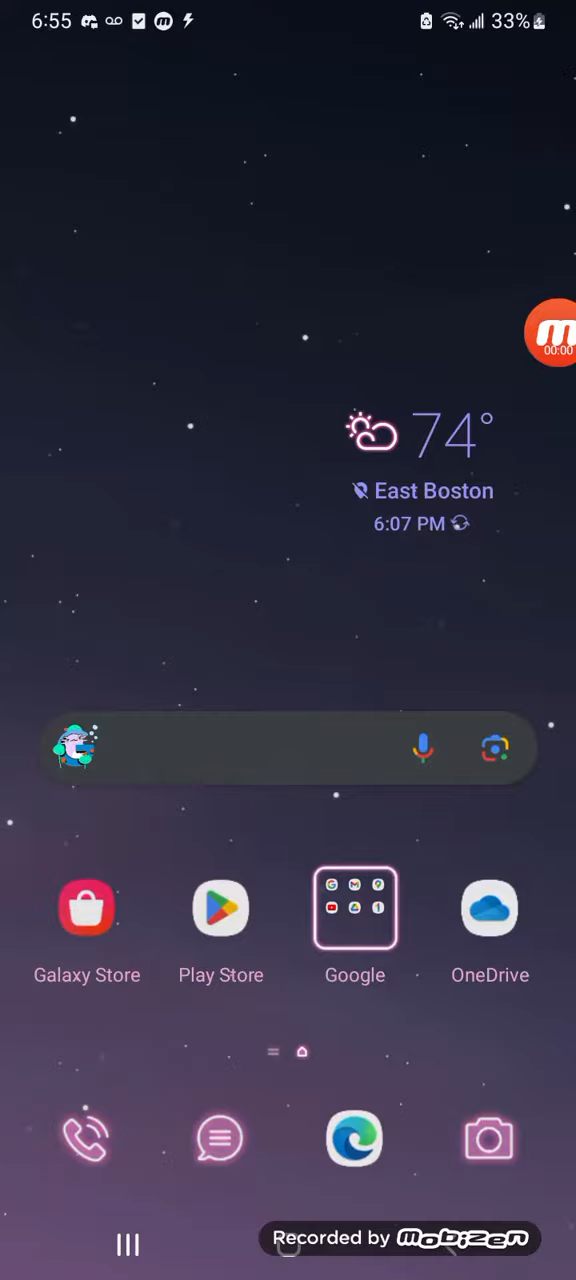 6:55
33%
m
00:00
74°
East Boston
6:07 PM
Galaxy Store
Play Store
Google
OneDrive
Recorded by mobizen